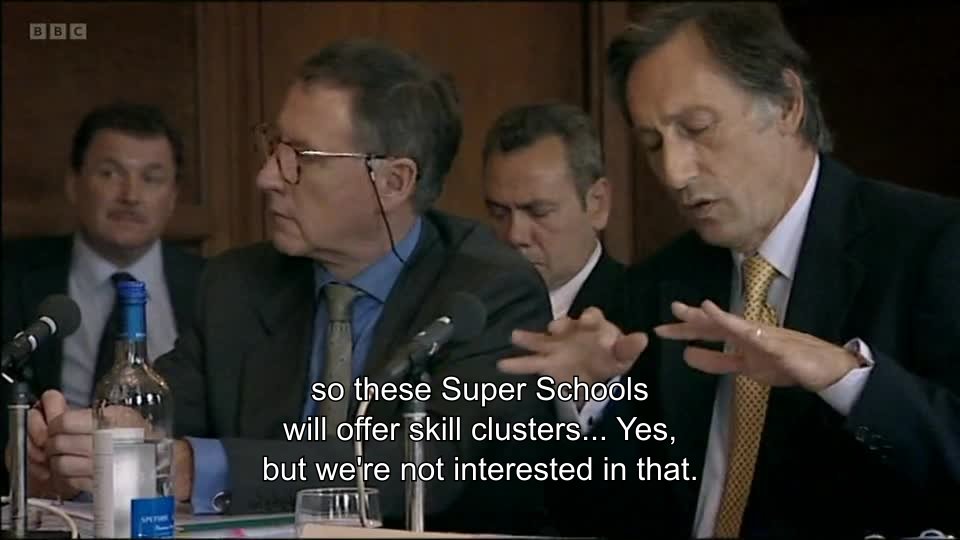 BBC
so these Super Schools
will offer skill clusters... Yes,
but we're not interested in that.